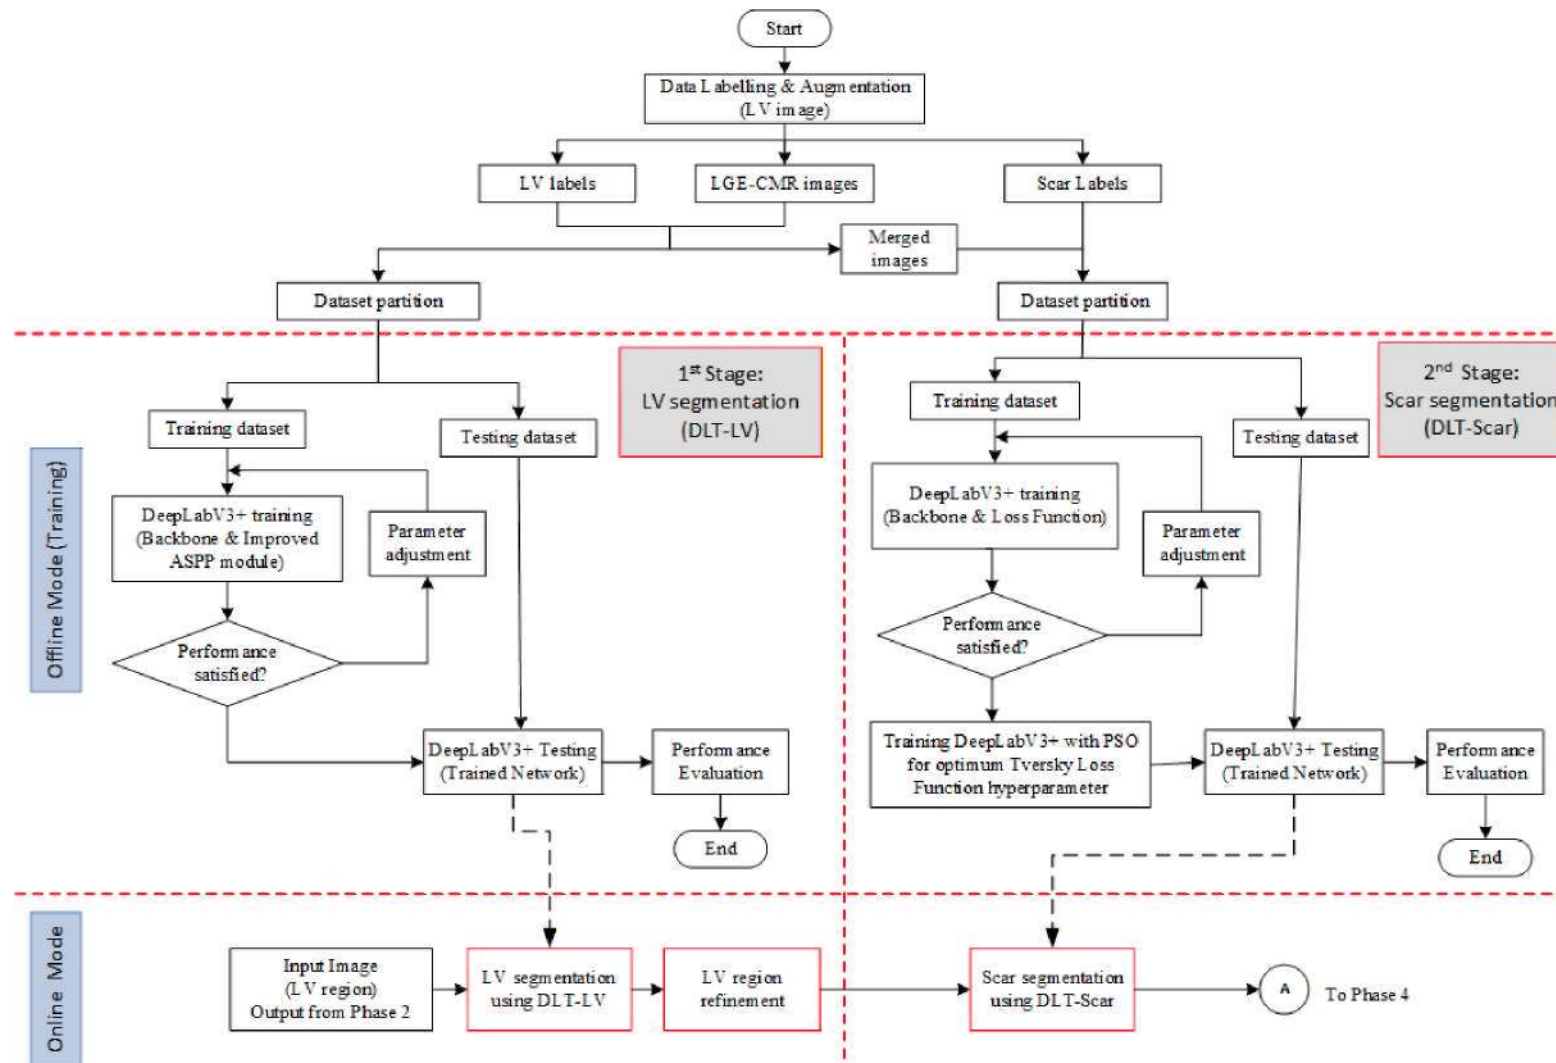 Start
Data Labelling & Augmentation
(LV image)
LV labels
LGE-CMR images
Scar Labels
Merged
images
Dataset partition
Dataset partition
1st Stage:
LV segmentation
(DLT-LV)
2nd Stage:
Scar segmentation
(DLT-Scar)
Offline Mode (Training)
Training dataset
Testing dataset
DeepLabV3+ training
(Backbone & Improved
ASPP module)
Parameter
adjustment
Performance
satisfied?
DeepLabV3+ Testing
(Trained Network)
Performance
Evaluation
End
Training dataset
Testing dataset
DeepLabV3+ training
(Backbone & Loss Function)
Parameter
adjustment
Performance
satisfied?
Training DeepLabV3+ with PSO
for optimum Tversky Loss
Function hyperparameter
DeepLabV3+ Testing
(Trained Network)
Performance
Evaluation
End
Online Mode
Input Image
(LV region)
Output from Phase 2
LV segmentation
using DLT-LV
LV region
refinement
Scar segmentation
using DLT-Scar
A
To Phase 4